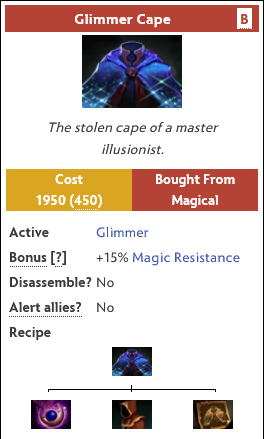 Glimmer Cape B
The stolen cape of a master
illusionist.
Cost
1950 (450)
Bought From
Magical
Active Glimmer
Bonus [?] +15% Magic Resistance
Disassemble? No
Alert allies? No
Recipe